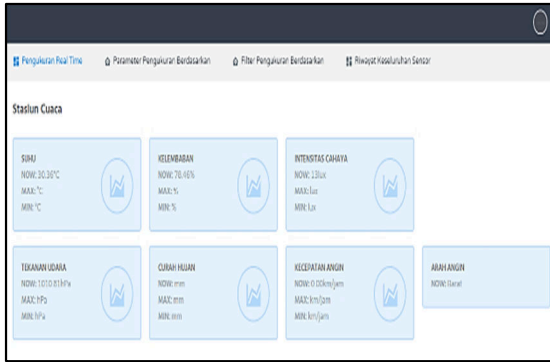 Pengukuran Real Time
Parameter Pengukuran Berdasarkan
Filter Pengukuran Berdasarkan
Riwayat Keseluruhan Sensor
Stasiun Cuaca
SUHU
NOW: 30.36°C
MAX: °C
MIN: °C
KELEMBABAN
NOW: 70.46%
MAX: %
MIN: %
INTENSITAS CAHAYA
NOW: 13lux
MAX: lux
MIN: lux
TEKANAN UDARA
NOW: 1010.81hPa
MAX: hPa
MIN: hPa
CURAH HUJAN
NOW: mm
MAX: mm
MIN: mm
KECEPATAN ANGIN
NOW: 0.00km/jam
MAX: km/jam
MIN: km/jam
ARAH ANGIN
NOW: Barat